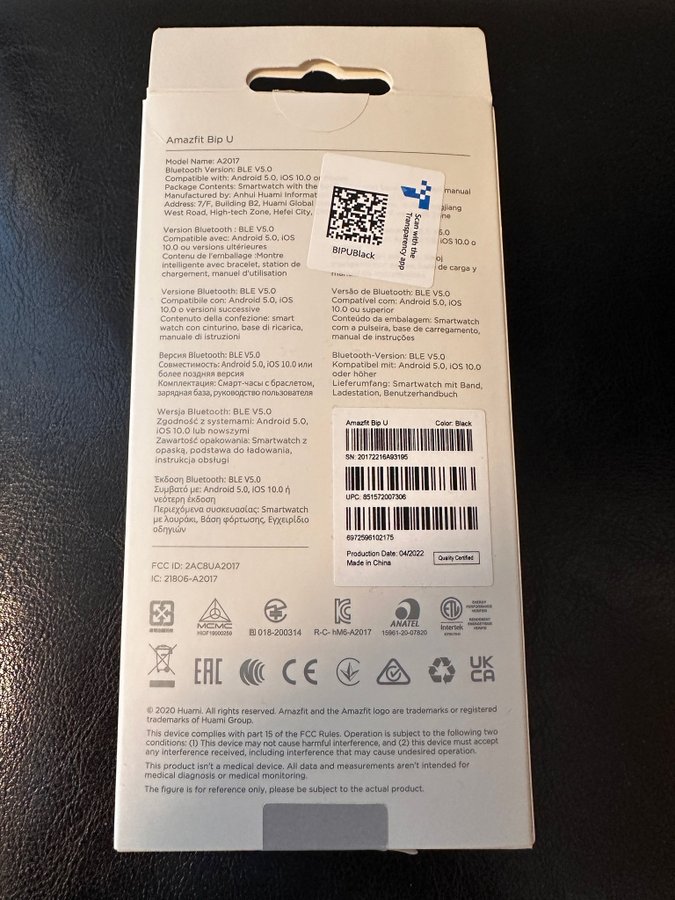 Amazfit Bip U
Model Name: A2017
Bluetooth Version: BLE V5.0
Compatible with: Android 5.0, iOS 10.0 or
Package Contents: Smartwatch with the
Manufactured by: Anhui Huami Informat
Address: 7/F, Building B2, Huami Global
West Road, High-tech Zone, Hefei City,
Version Bluetooth : BLE V5.0
Compatible avec: Android 5.0, iOS
10.0 ou versions ultérieures
Contenu de l'emballage :Montre
intelligente avec bracelet, station de
chargement, manuel d'utilisation
Versione Bluetooth: BLE V5.0
Compatibile con: Android 5.0, iOS
10.0 o versioni successive
Contenuto della confezione: smart
watch con cinturino, base di ricarica,
manuale di istruzioni
Версия Bluetooth: BLE V5.0
Совместимость: Android 5.0, iOS 10.0 или
более поздняя версия
Комплектация: Смарт-часы с браслетом,
зарядная база, руководство пользователя
Wersja Bluetooth: BLE V5.0
Zgodność z systemami: Android 5.0,
iOS 10.0 lub nowszymi
Zawartość opakowania: Smartwatch z
opaską, podstawa do ładowania,
instrukcja obsługi
Έκδοση Bluetooth: BLE V5.0
Συμβατό με: Android 5.0, iOS 10.0 ή
νεότερη έκδοση
Περιεχόμενα συσκευασίας: Smartwatch
με λουράκι, Βάση φόρτωσης, Εγχειρίδιο
οδηγιών
FCC ID: 2AC8UA2017
IC: 21806-A2017
manual
5.0
iOS 10.0 o
de carga y
Scan with the
Transparency app
BIPUBlack
Versão de Bluetooth: BLE V5.0
Compatível com: Android 5.0, iOS
10.0 ou superior
Conteúdo da embalagem: Smartwatch
com a pulseira, base de carregamento,
manual de instruções
Bluetooth-Version: BLE V5.0
Kompatibel mit: Android 5.0, iOS 10.0
oder höher
Lieferumfang: Smartwatch mit Band,
Ladestation, Benutzerhandbuch
Amazfit Bip U Color: Black
SN: 20172216A93195
UPC: 851572007306
6972596102175
Production Date: 04/2022
Made in China
Quality Certified
MCMC
HIDF19000259
018-200314
R-C- hM6-A2017
ANATEL
15961-20-07820
ETL
Intertek
ENERGY
PERFORMANCE
VERIFIED
RENDEMENT
ÉNERGÉTIQUE
VÉRIFIÉ
EAC
CE
UK
CA
© 2020 Huami. All rights reserved. Amazfit and the Amazfit logo are trademarks or registered
trademarks of Huami Group.
This device complies with part 15 of the FCC Rules. Operation is subject to the following two
conditions: (1) This device may not cause harmful interference, and (2) this device must accept
any interference received, including interference that may cause undesired operation.
This product isn't a medical device. All data and measurements aren't intended for
medical diagnosis or medical monitoring.
The figure is for reference only, please be subject to the actual product.